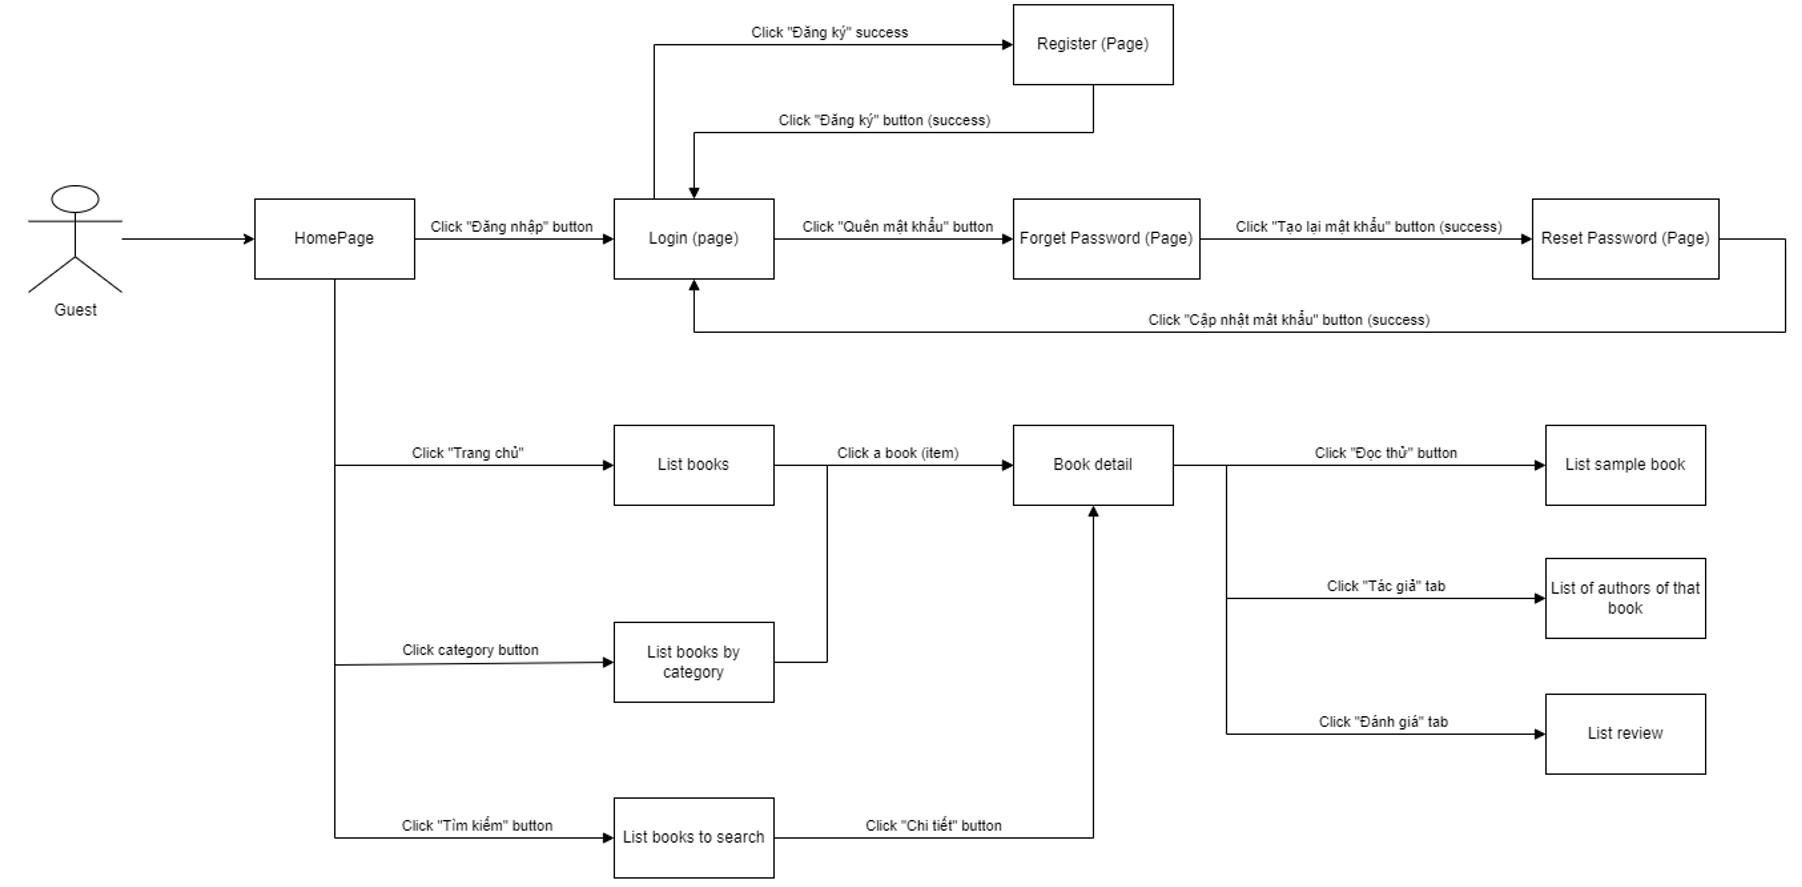 Click "Đăng ký" success
Register (Page)
Click "Đăng ký" button (success)
Guest
HomePage
Click "Đăng nhập" button
Login (page)
Click "Quên mật khẩu" button
Forget Password (Page)
Click "Tạo lại mật khẩu" button (success)
Reset Password (Page)
Click "Cập nhật mât khẩu" button (success)
Click "Trang chủ"
List books
Click a book (item)
Book detail
Click "Đọc thử" button
List sample book
Click "Tác giả" tab
List of authors of that
book
Click category button
List books by
category
Click "Đánh giá" tab
List review
Click "Tìm kiếm" button
List books to search
Click "Chi tiết" button